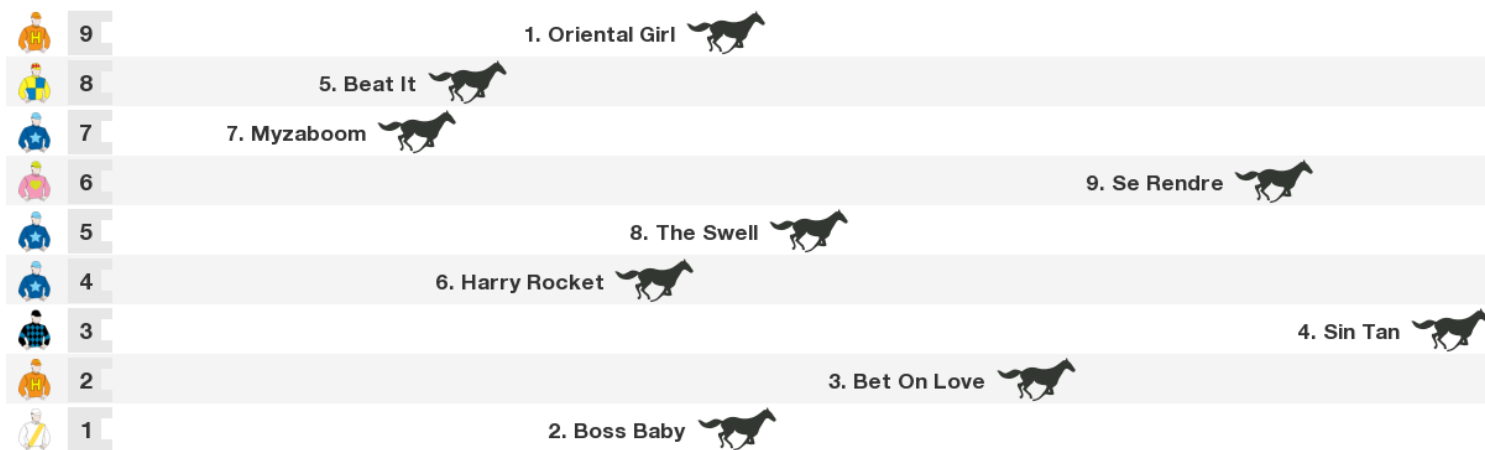 9 1. Oriental Girl
8 5. Beat It
7 7. Myzaboom
6 9. Se Rendre
5 8. The Swell
4 6. Harry Rocket
3 4. Sin Tan
2 3. Bet On Love
1 2. Boss Baby
H
H